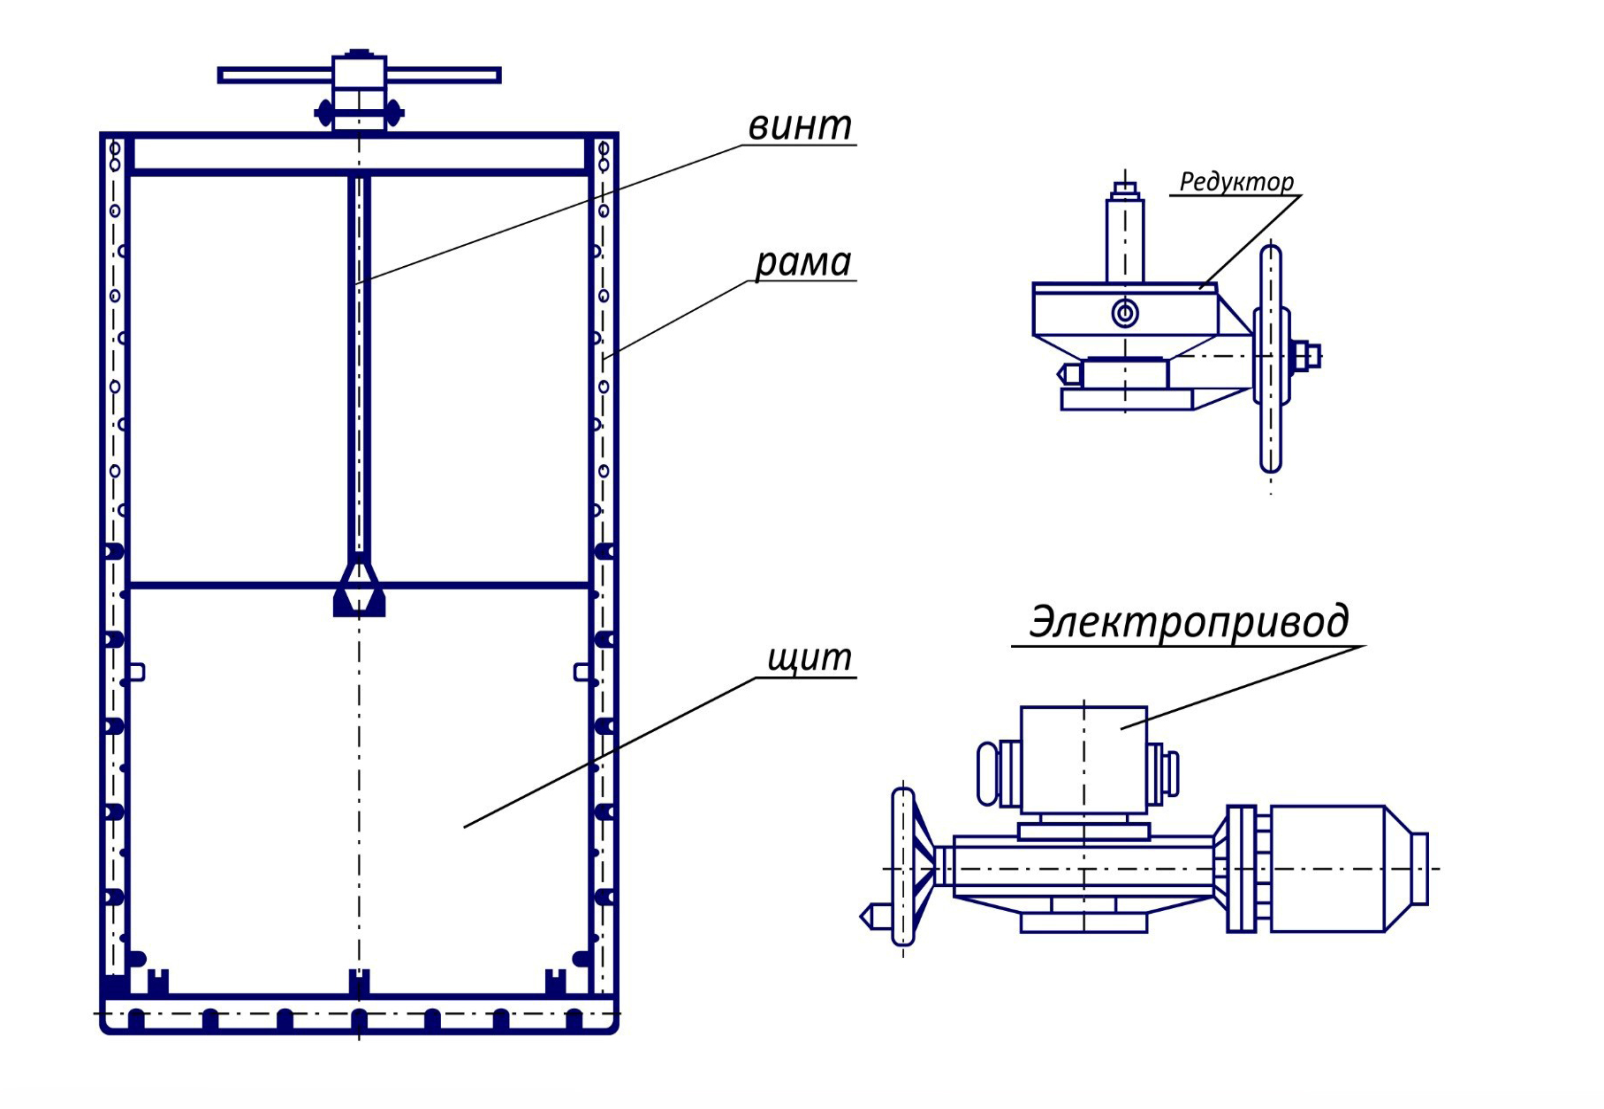 винт
Редуктор
рама
Электропривод
щит